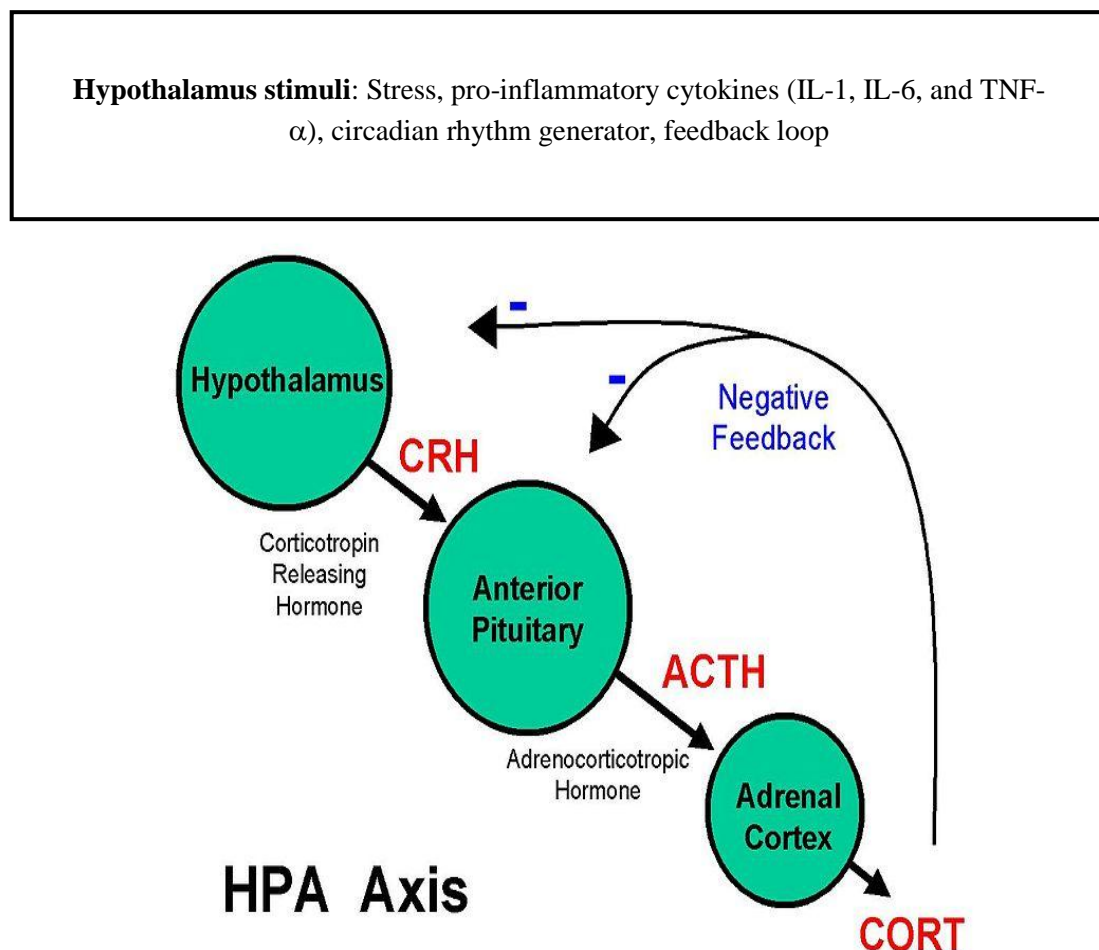 Hypothalamus stimuli: Stress, pro-inflammatory cytokines (IL-1, IL-6, and TNF-
α), circadian rhythm generator, feedback loop
-
Hypothalamus
-
Negative
Feedback
CRH
Corticotropin
Releasing
Hormone
Anterior
Pituitary
ACTH
Adrenocorticotropic
Hormone
Adrenal
Cortex
HPA Axis
CORT